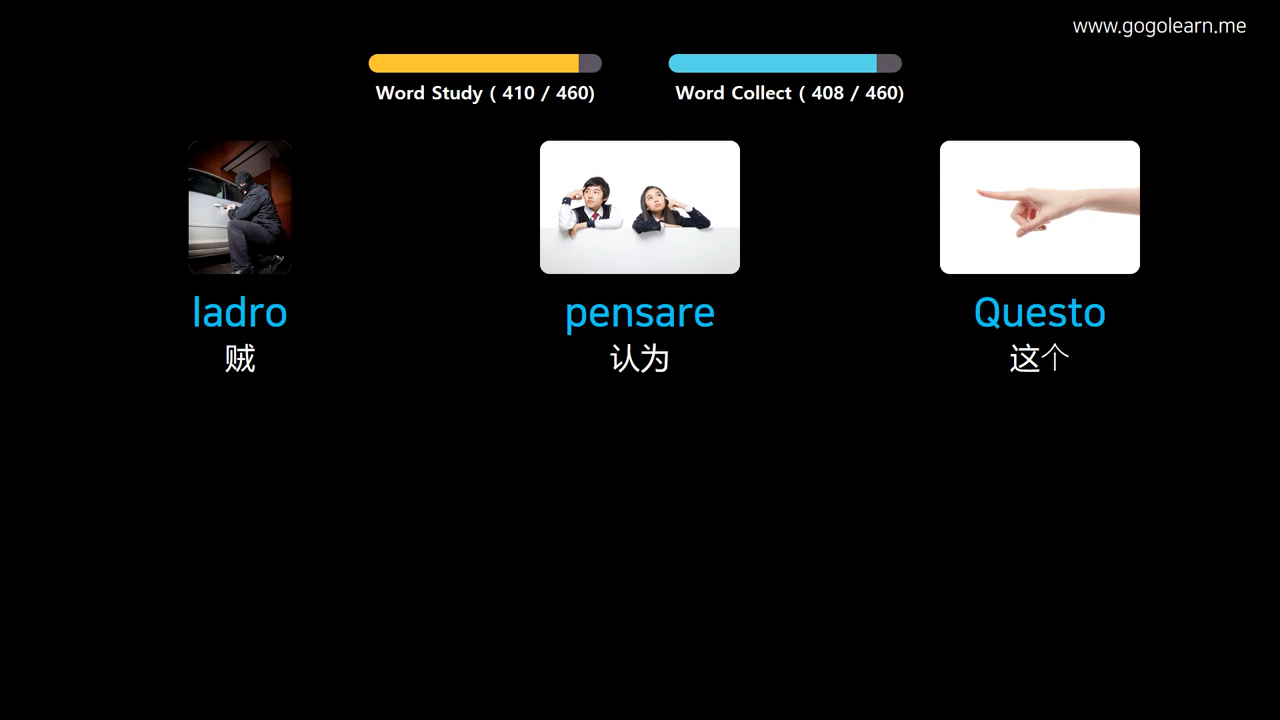 www.gogolearn.me
Word Study ( 410 / 460)
Word Collect ( 408 / 460)
ladro
贼
pensare
认为
Questo
这个